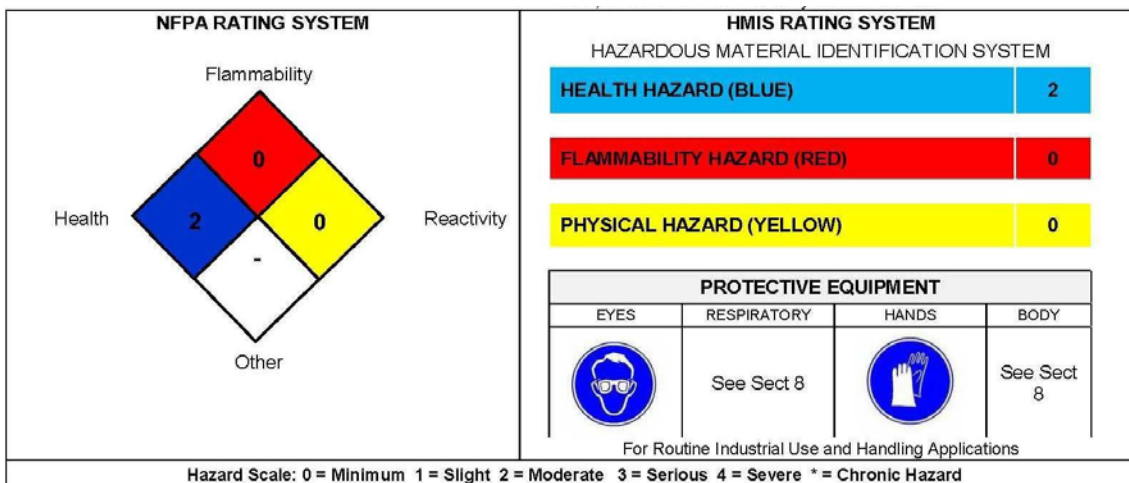 NFPA RATING SYSTEM
Flammability
0
Health
2
0
Reactivity
-
Other
HMIS RATING SYSTEM
HAZARDOUS MATERIAL IDENTIFICATION SYSTEM
HEALTH HAZARD (BLUE) 2
FLAMMABILITY HAZARD (RED) 0
PHYSICAL HAZARD (YELLOW) 0
PROTECTIVE EQUIPMENT
EYES RESPIRATORY HANDS BODY
See Sect 8
See Sect
8
For Routine Industrial Use and Handling Applications
Hazard Scale: 0 = Minimum 1 = Slight 2 = Moderate 3 = Serious 4 = Severe * = Chronic Hazard